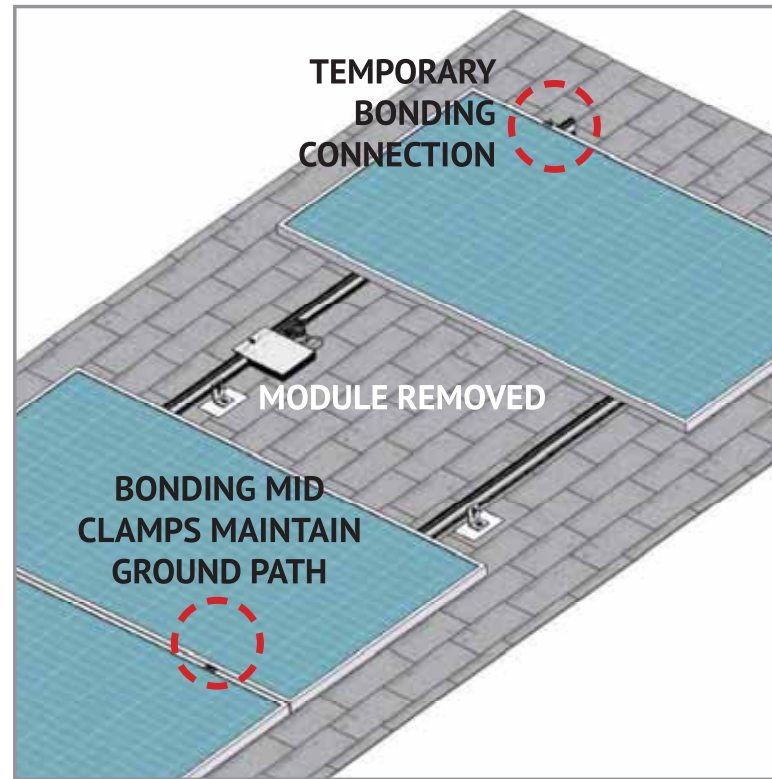 TEMPORARY
BONDING
CONNECTION
MODULE REMOVED
BONDING MID
CLAMPS MAINTAIN
GROUND PATH